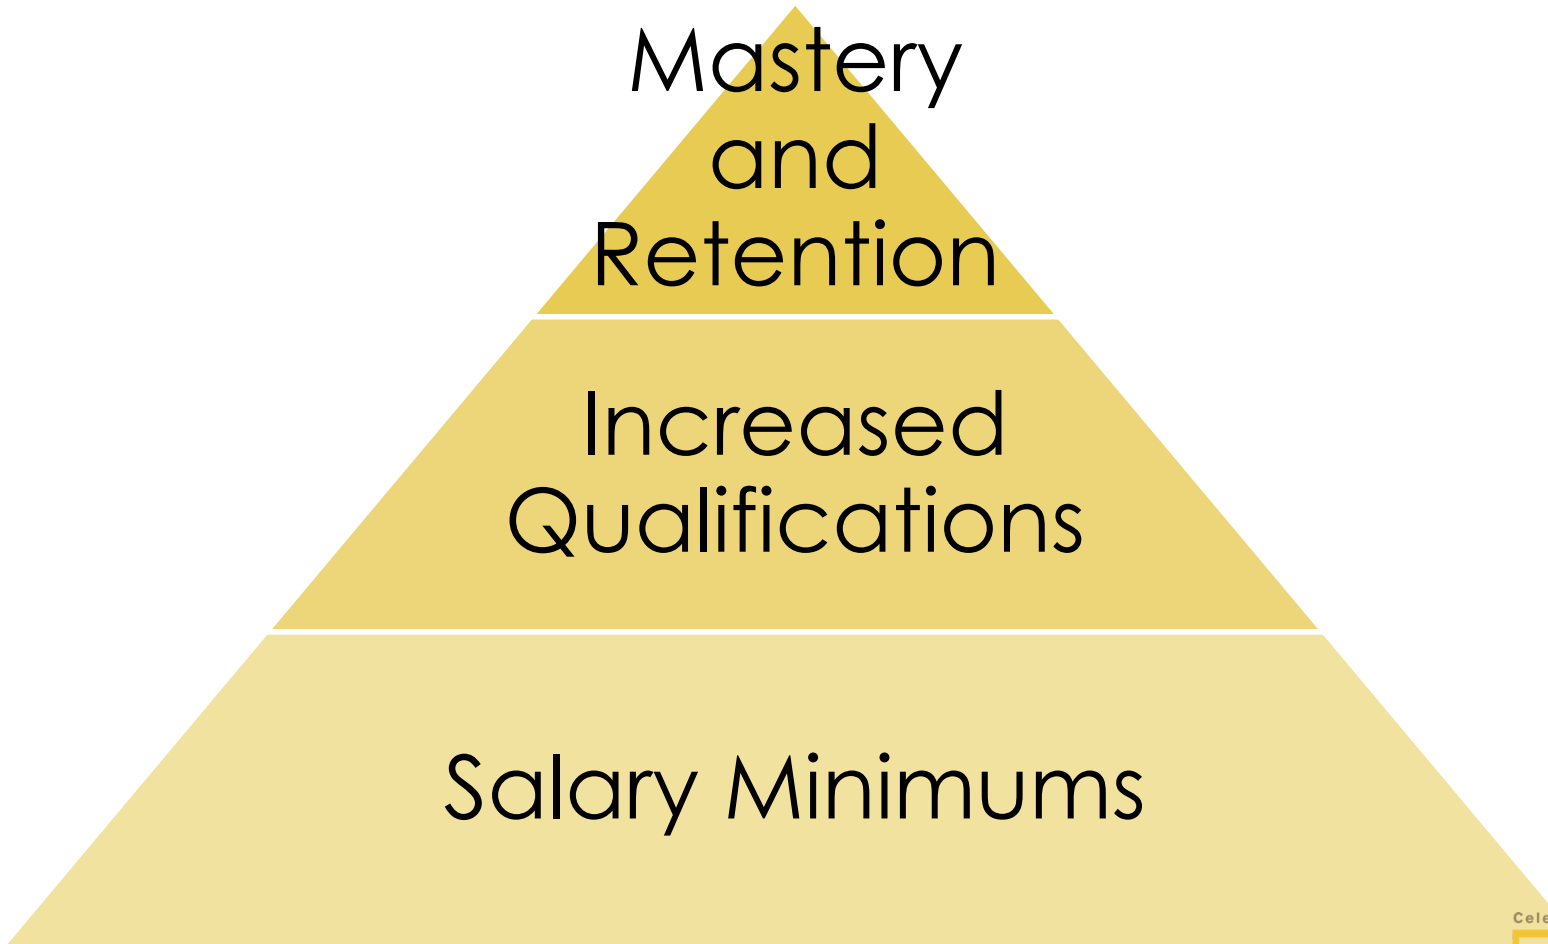 Mastery
and
Retention
Increased
Qualifications
Salary Minimums